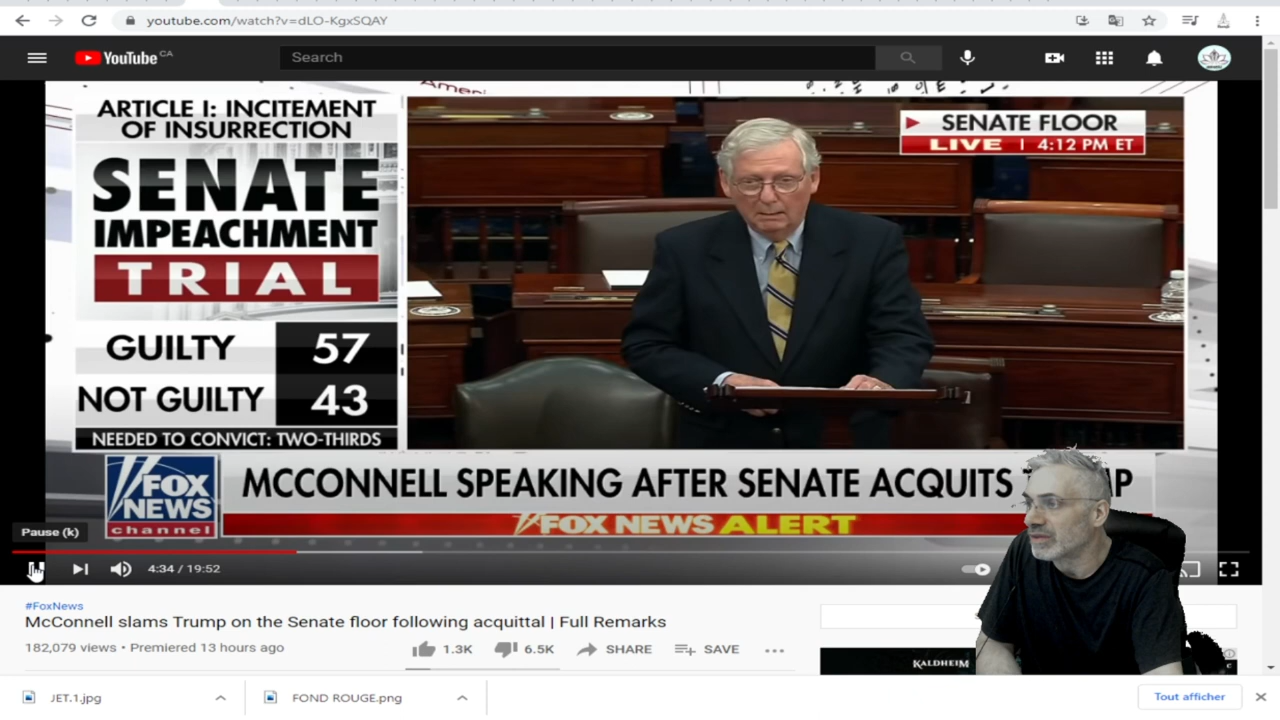 youtube.com/watch?v=dLO-KgxSQAY
YouTube CA
Search
Ameri
ARTICLE I: INCITEMENT
OF INSURRECTION
SENATE
IMPEACHMENT
TRIAL
GUILTY 57
NOT GUILTY 43
NEEDED TO CONVICT: TWO-THIRDS
SENATE FLOOR
LIVE | 4:12 PM ET
FOX
NEWS
channel
MCCONNELL SPEAKING AFTER SENATE ACQUITS T MP
FOX NEWS ALERT
Pause (k)
4:34 / 19:52
#FoxNews
McConnell slams Trump on the Senate floor following acquittal | Full Remarks
182,079 views • Premiered 13 hours ago
1.3K 6.5K SHARE SAVE
KALDHEIM
JET.1.jpg
FOND ROUGE.png
Tout afficher